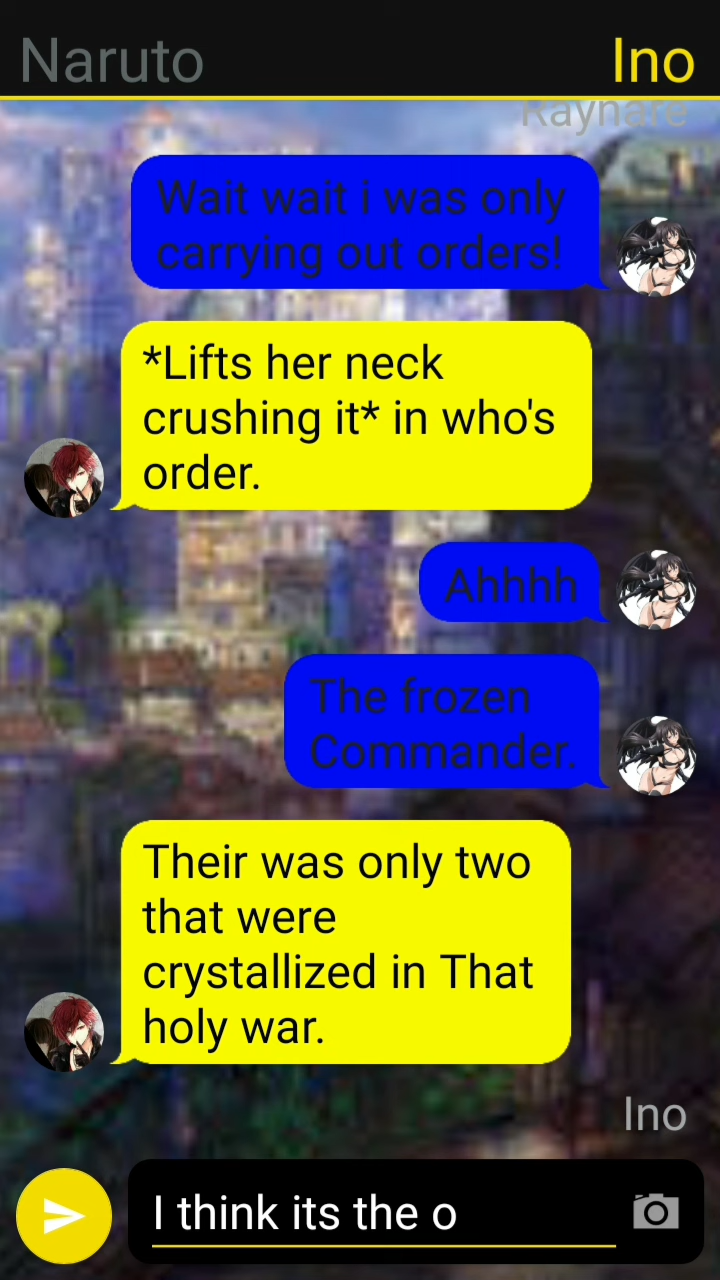 Naruto
Ino
Raynare
Wait wait i was only
carrying out orders!
*Lifts her neck
crushing it* in who's
order.
Ahhhh
The frozen
Commander.
Their was only two
that were
crystallized in That
holy war.
Ino
I think its the o